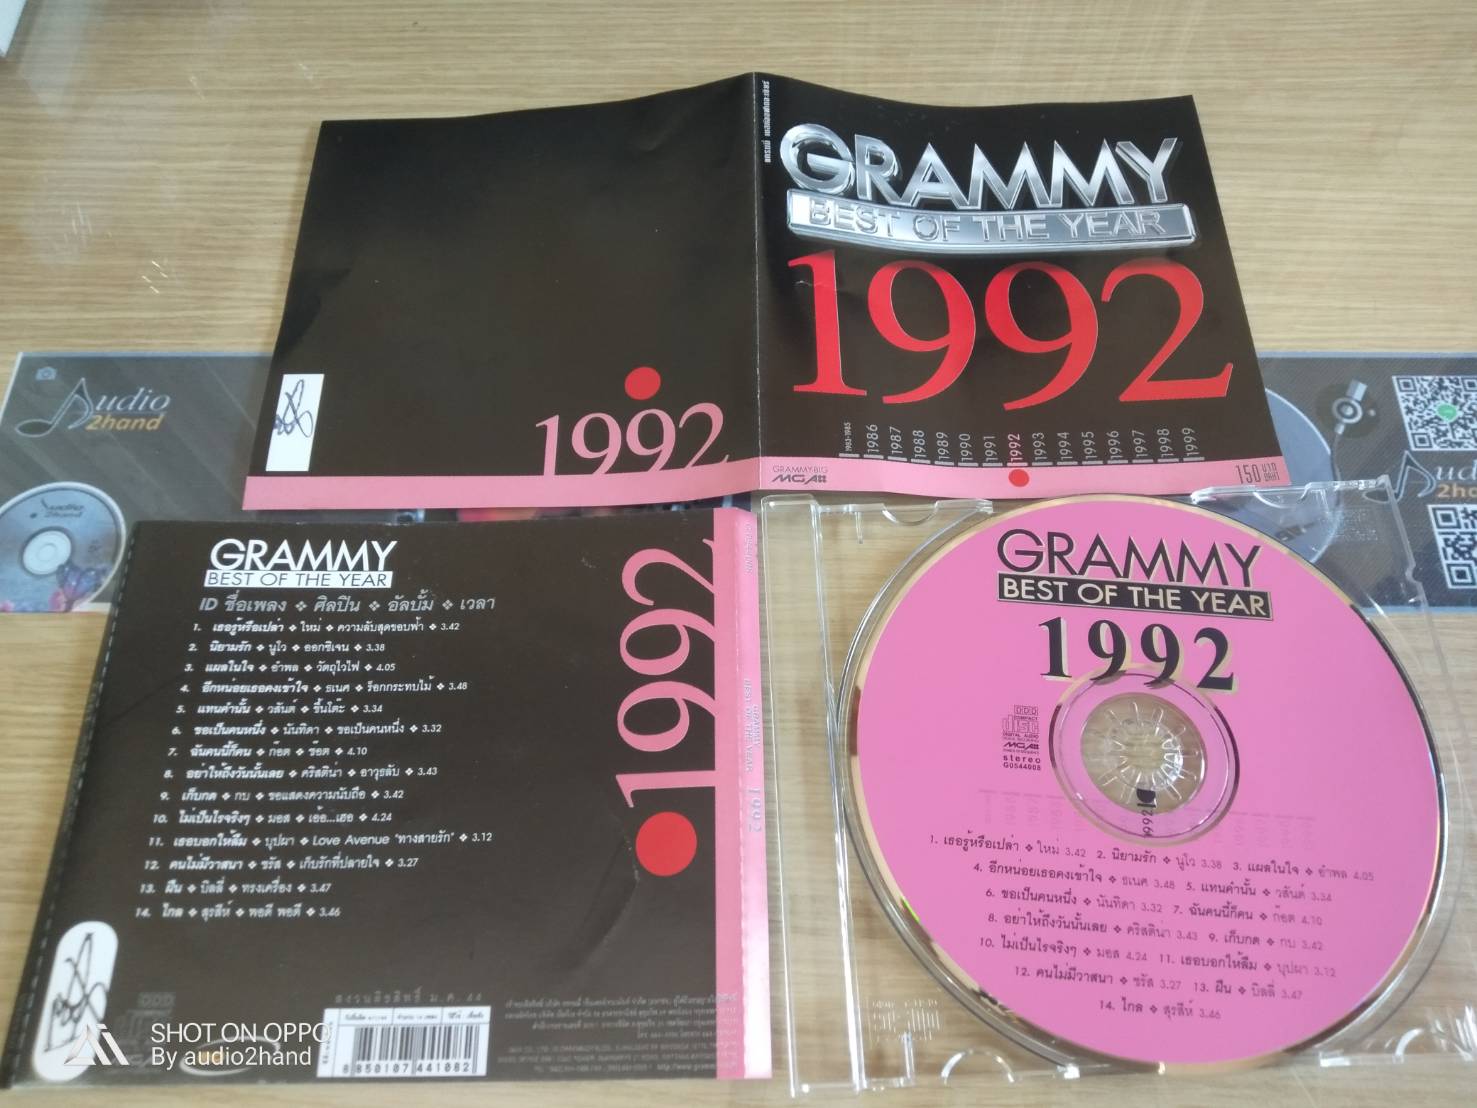 GRAMMY
BEST OF THE YEAR
1992
1983-1985
1986
1987
1988
1989
1990
1991
1992
1993
1994
1995
1996
1997
1998
1999
GRAMMY BIG
MGA
150 บาท
BAHT
1992
Audio
2hand
Audio
2hand
GRAMMY
BEST OF THE YEAR
ID ชื่อเพลง ❖ ศิลปิน ❖ อัลบั้ม ❖ เวลา
1. เธอรู้หรือเปล่า ❖ ใหม่ ❖ ความลับสุดขอบฟ้า ❖ 3.42
2. นิยามรัก ❖ นูโว ❖ ออกซิเจน ❖ 3.38
3. แผลในใจ ❖ อำพล ❖ วัตถุไวไฟ ❖ 4.05
4. อีกหน่อยเธอคงเข้าใจ ❖ ธเนศ ❖ ร็อกกระทบไม้ ❖ 3.48
5. แทนคำนั้น ❖ วสันต์ ❖ ขึ้นโต๊ะ ❖ 3.34
6. ขอเป็นคนหนึ่ง ❖ นันทิดา ❖ ขอเป็นคนหนึ่ง ❖ 3.32
7. ฉันคนนี้ก็คน ❖ ก๊อต ❖ ช็อต ❖ 4.10
8. อย่าให้ถึงวันนั้นเลย ❖ คริสติน่า ❖ อาวุธลับ ❖ 3.43
9. เก็บกด ❖ กบ ❖ ขอแสดงความนับถือ ❖ 3.42
10. ไม่เป็นไรจริงๆ ❖ มอส ❖ เอ้อ...เฮอ ❖ 4.24
11. เธอบอกให้ลืม ❖ บุปผา ❖ Love Avenue "ทางสายรัก" ❖ 3.12
12. คนไม่มีวาสนา ❖ ชรัส ❖ เก็บรักที่ปลายใจ ❖ 3.27
13. ฝืน ❖ บิลลี่ ❖ ทรงเครื่อง ❖ 3.47
14. ไกล ❖ สุรสีห์ ❖ พอดี พอดี ❖ 3.46
1992
GRAMMY
BEST OF THE YEAR
1992
สงวนลิขสิทธิ์ ม.ค. 44
8 850107 441082
GRAMMY
BEST OF THE YEAR
1992
DDD
COMPACT
disc
DIGITAL AUDIO
MGA
stereo
G0544008
1992
1. เธอรู้หรือเปล่า ❖ ใหม่ 3.42 2. นิยามรัก ❖ นูโว 3.38 3. แผลในใจ ❖ อำพล 4.05
4. อีกหน่อยเธอคงเข้าใจ ❖ ธเนศ 3.48 5. แทนคำนั้น ❖ วสันต์ 3.34
6. ขอเป็นคนหนึ่ง ❖ นันทิดา 3.32 7. ฉันคนนี้ก็คน ❖ ก๊อต 4.10
8. อย่าให้ถึงวันนั้นเลย ❖ คริสติน่า 3.43 9. เก็บกด ❖ กบ 3.42
10. ไม่เป็นไรจริงๆ ❖ มอส 4.24 11. เธอบอกให้ลืม ❖ บุปผา 3.12
12. คนไม่มีวาสนา ❖ ชรัส 3.27 13. ฝืน ❖ บิลลี่ 3.47
14. ไกล ❖ สุรสีห์ 3.46
SHOT ON OPPO
By audio2hand